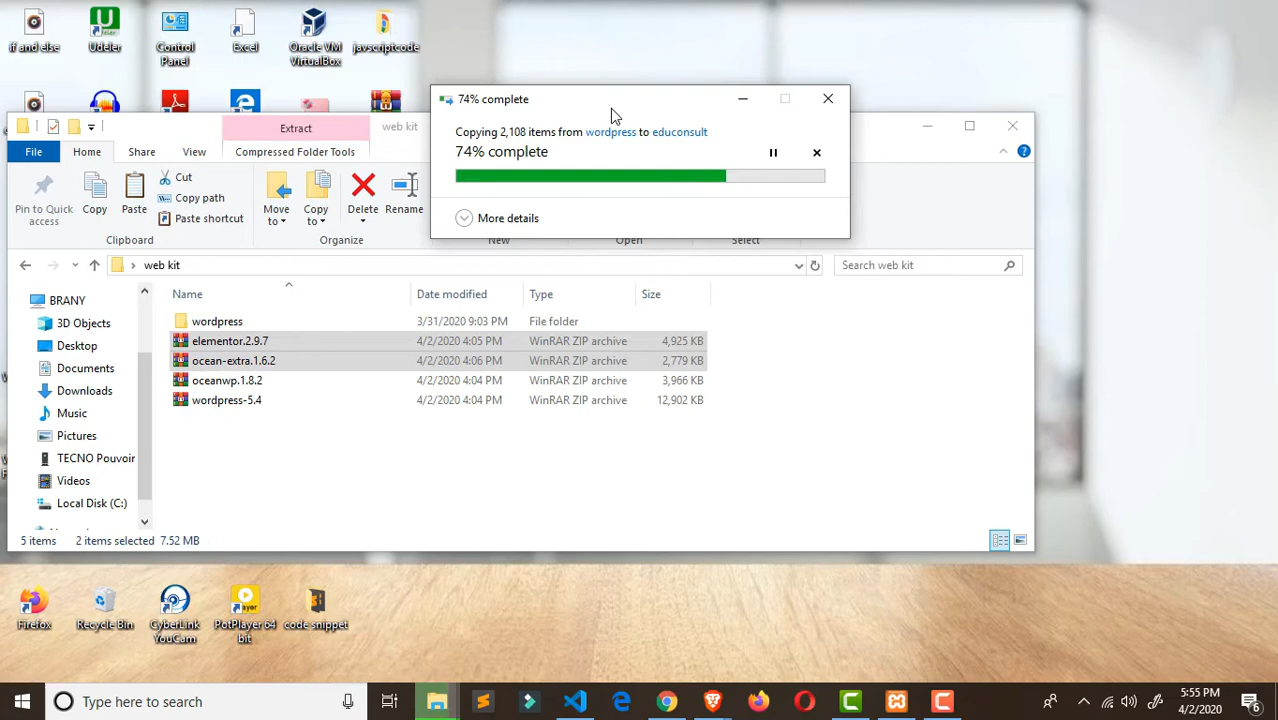 if and else
Udeler
Control
Panel
Excel
Oracle VM
VirtualBox
javscriptcode
74% complete
Copying 2,108 items from wordpress to educonsult
74% complete
More details
Extract
web kit
File
Home
Share
View
Compressed Folder Tools
Pin to Quick
access
Copy
Paste
Cut
Copy path
Paste shortcut
Move
to
Copy
to
Delete
Rename
Clipboard
Organize
New
Open
Select
web kit
Search web kit
Name
Date modified
Type
Size
BRANY
3D Objects
Desktop
Documents
Downloads
Music
Pictures
TECNO Pouvoir
Videos
Local Disk (C:)
wordpress 3/31/2020 9:03 PM File folder
elementor.2.9.7 4/2/2020 4:05 PM WinRAR ZIP archive 4,925 KB
ocean-extra.1.6.2 4/2/2020 4:06 PM WinRAR ZIP archive 2,779 KB
oceanwp.1.8.2 4/2/2020 4:04 PM WinRAR ZIP archive 3,966 KB
wordpress-5.4 4/2/2020 4:04 PM WinRAR ZIP archive 12,902 KB
5 items 2 items selected 7.52 MB
Firefox
Recycle Bin
CyberLink
YouCam
PotPlayer 64
bit
code snippet
Type here to search
5:55 PM
4/2/2020
6